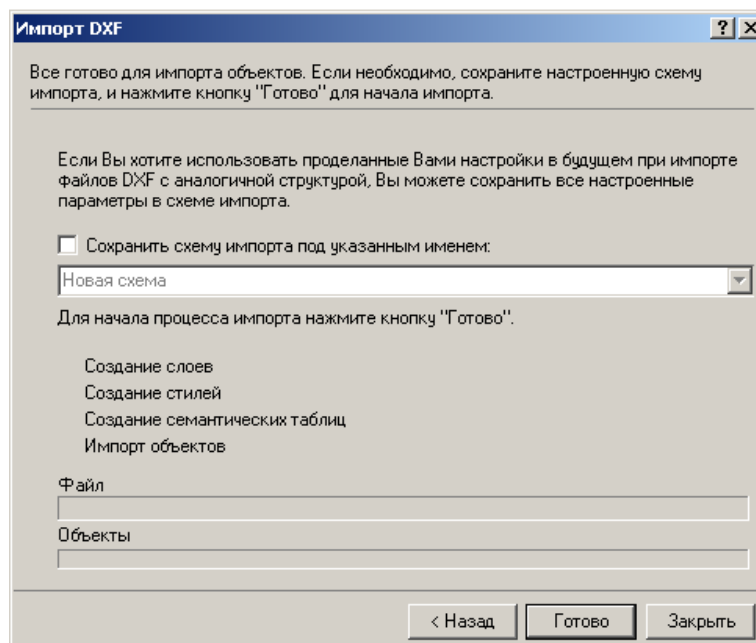 Импорт DXF
Все готово для импорта объектов. Если необходимо, сохраните настроенную схему
импорта, и нажмите кнопку "Готово" для начала импорта.
Если Вы хотите использовать проделанные Вами настройки в будущем при импорте
файлов DXF с аналогичной структурой, Вы можете сохранить все настроенные
параметры в схеме импорта.
Сохранить схему импорта под указанным именем:
Новая схема
Для начала процесса импорта нажмите кнопку "Готово".
Создание слоев
Создание стилей
Создание семантических таблиц
Импорт объектов
Файл
Объекты
< Назад Готово Закрыть